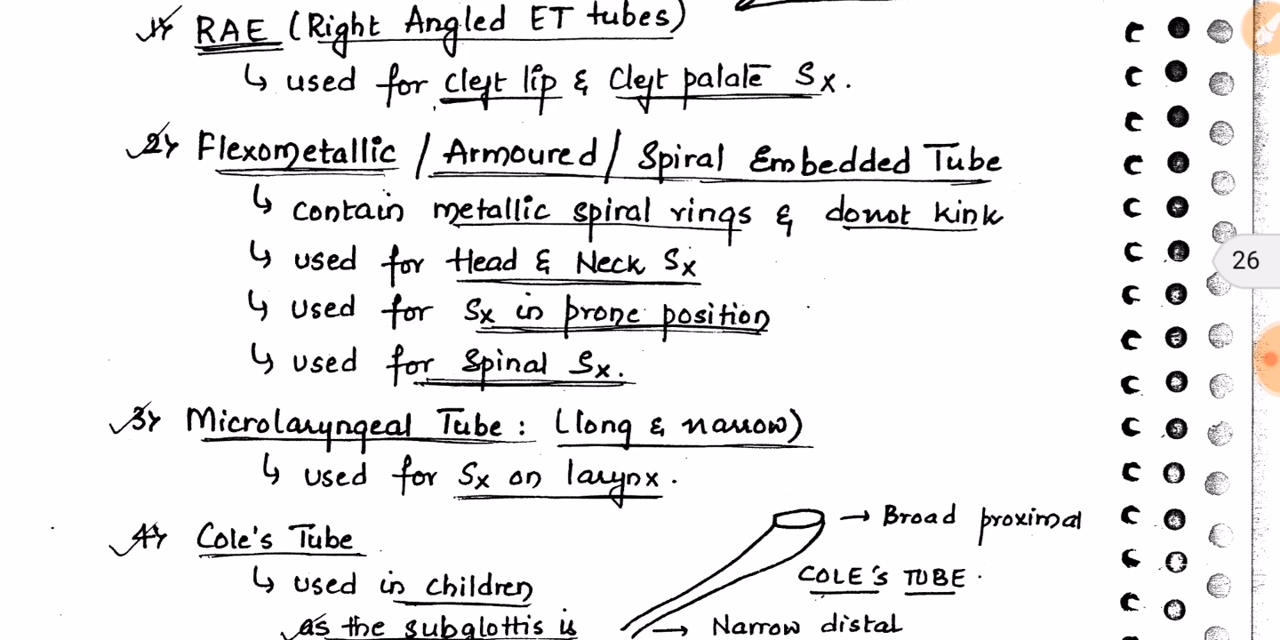 1) RAE (Right Angled ET tubes)
↳ used for cleft lip & Cleft palate Sx.
2) Flexometallic / Armoured / Spiral Embedded Tube
↳ contain metallic spiral rings & donot kink
↳ used for Head & Neck Sx
↳ used for Sx in prone position
↳ used for Spinal Sx.
3) Microlaryngeal Tube : (long & narrow)
↳ used for Sx on larynx.
4) Cole's Tube
↳ used in children
as the subglottis is
→ Broad proximal
COLE's TUBE.
→ Narrow distal
26